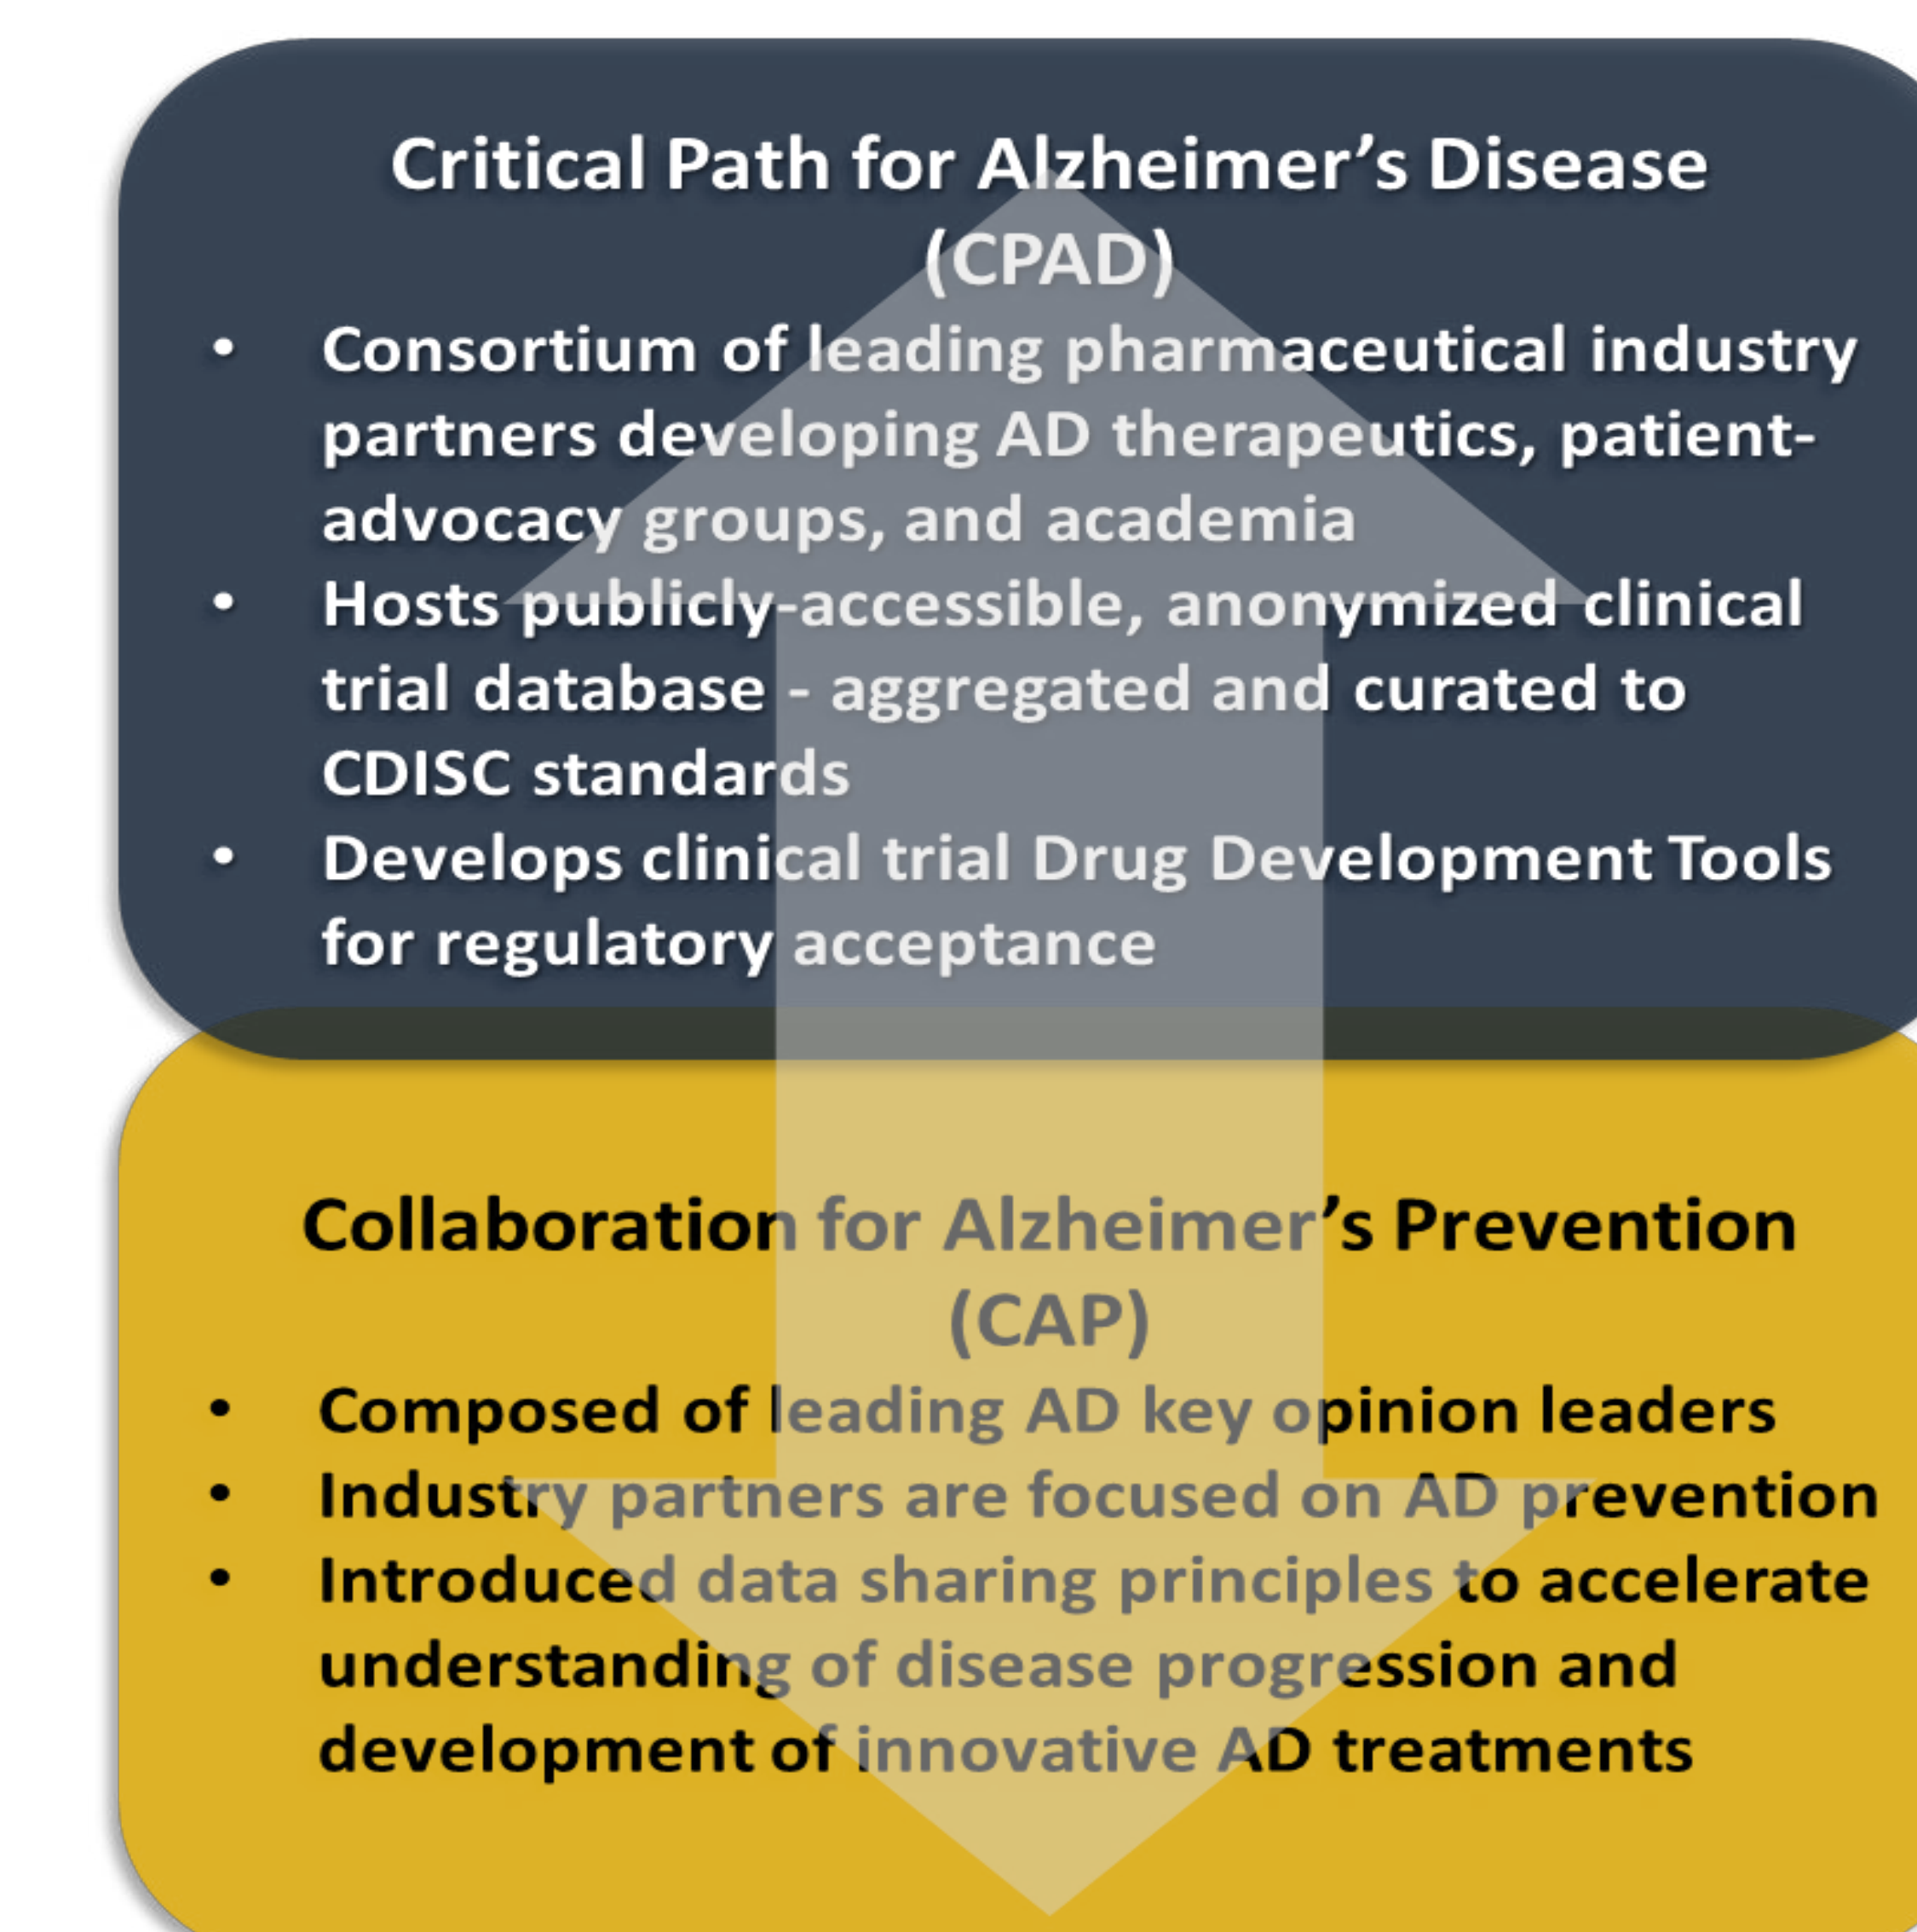 Critical Path for Alzheimer’s Disease
(CPAD)
• Consortium of leading pharmaceutical industry
partners developing AD therapeutics, patient-
advocacy groups, and academia
• Hosts publicly-accessible, anonymized clinical
trial database - aggregated and curated to
CDISC standards
• Develops clinical trial Drug Development Tools
for regulatory acceptance
Collaboration for Alzheimer’s Prevention
(CAP)
• Composed of leading AD key opinion leaders
• Industry partners are focused on AD prevention
• Introduced data sharing principles to accelerate
understanding of disease progression and
development of innovative AD treatments